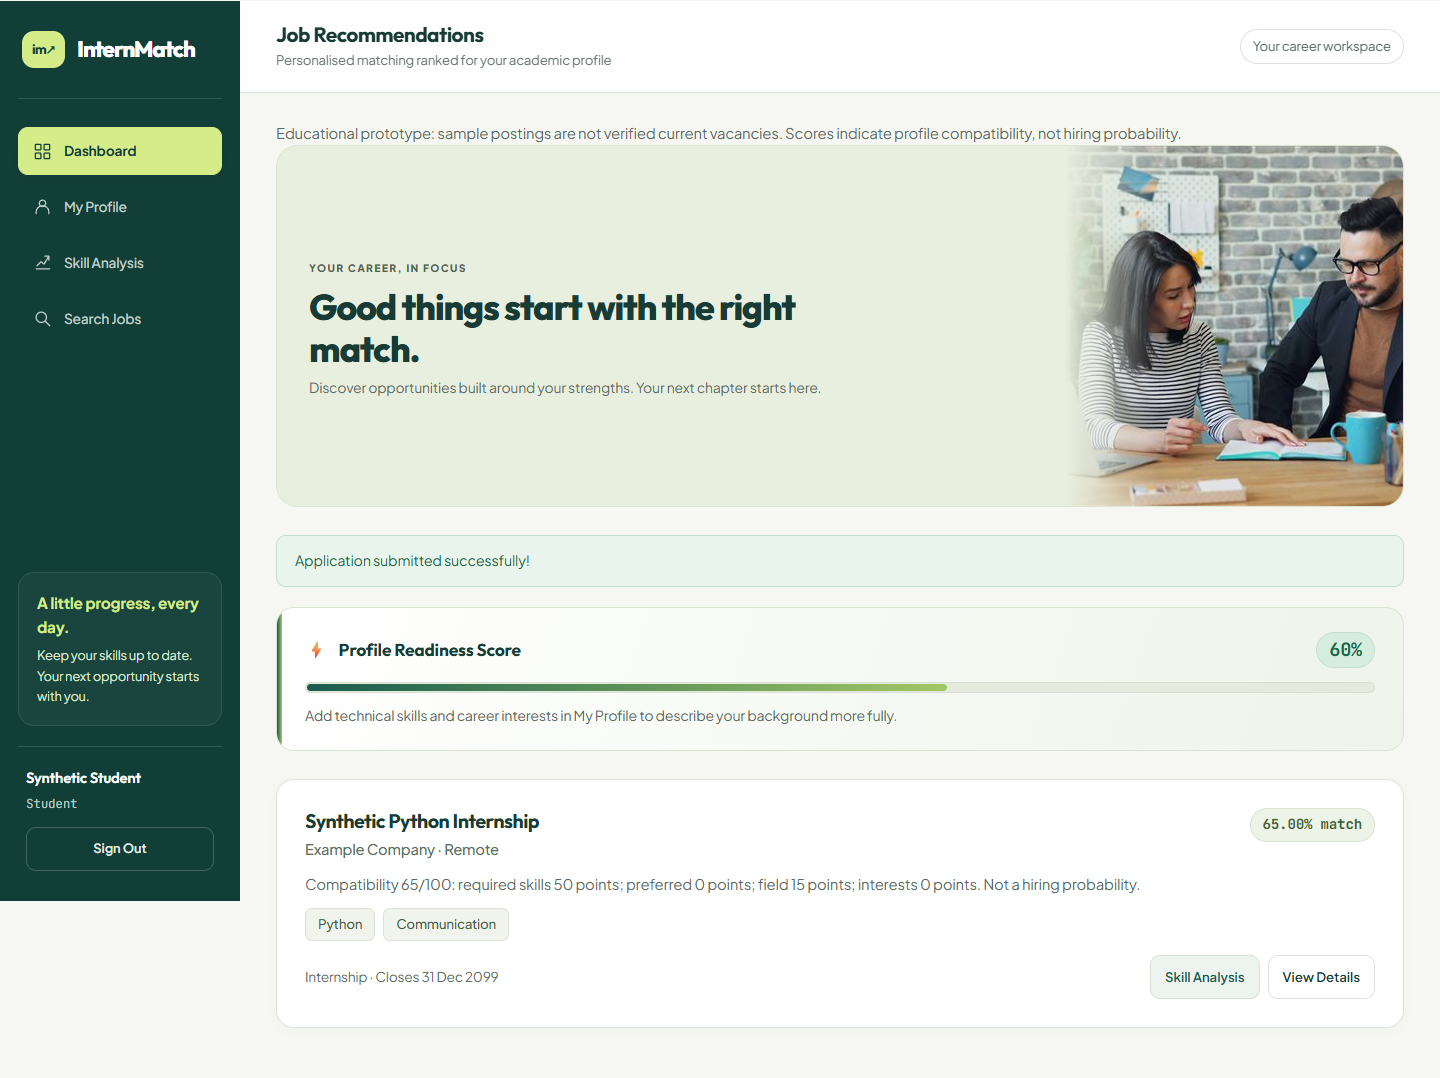 im↗ InternMatch
Dashboard
My Profile
Skill Analysis
Search Jobs
A little progress, every
day.
Keep your skills up to date.
Your next opportunity starts
with you.
Synthetic Student
Student
Sign Out
Job Recommendations
Personalised matching ranked for your academic profile
Your career workspace
Educational prototype: sample postings are not verified current vacancies. Scores indicate profile compatibility, not hiring probability.
YOUR CAREER, IN FOCUS
Good things start with the right
match.
Discover opportunities built around your strengths. Your next chapter starts here.
Application submitted successfully!
Profile Readiness Score
60%
Add technical skills and career interests in My Profile to describe your background more fully.
Synthetic Python Internship
65.00% match
Example Company · Remote
Compatibility 65/100: required skills 50 points; preferred 0 points; field 15 points; interests 0 points. Not a hiring probability.
Python
Communication
Internship · Closes 31 Dec 2099
Skill Analysis
View Details